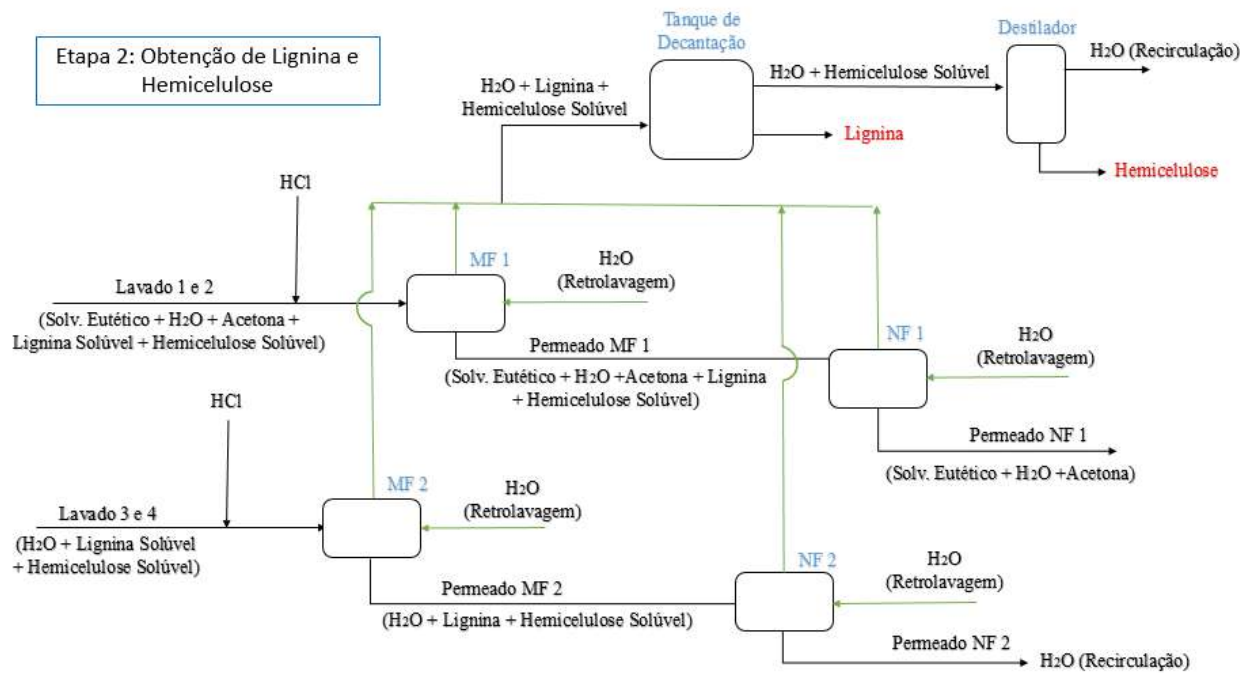 Etapa 2: Obtenção de Lignina e
Hemicelulose
Tanque de
Decantação
Destilador
H2O (Recirculação)
H2O + Lignina +
Hemicelulose Solúvel
H2O + Hemicelulose Solúvel
Lignina
Hemicelulose
HCl
MF 1
H2O
(Retrolavagem)
Lavado 1 e 2
(Solv. Eutético + H2O + Acetona +
Lignina Solúvel + Hemicelulose Solúvel)
Permeado MF 1
(Solv. Eutético + H2O +Acetona + Lignina
+ Hemicelulose Solúvel)
NF 1
H2O
(Retrolavagem)
Permeado NF 1
(Solv. Eutético + H2O +Acetona)
HCl
MF 2
H2O
(Retrolavagem)
Lavado 3 e 4
(H2O + Lignina Solúvel
+ Hemicelulose Solúvel)
Permeado MF 2
(H2O + Lignina + Hemicelulose Solúvel)
NF 2
H2O
(Retrolavagem)
Permeado NF 2
H2O (Recirculação)